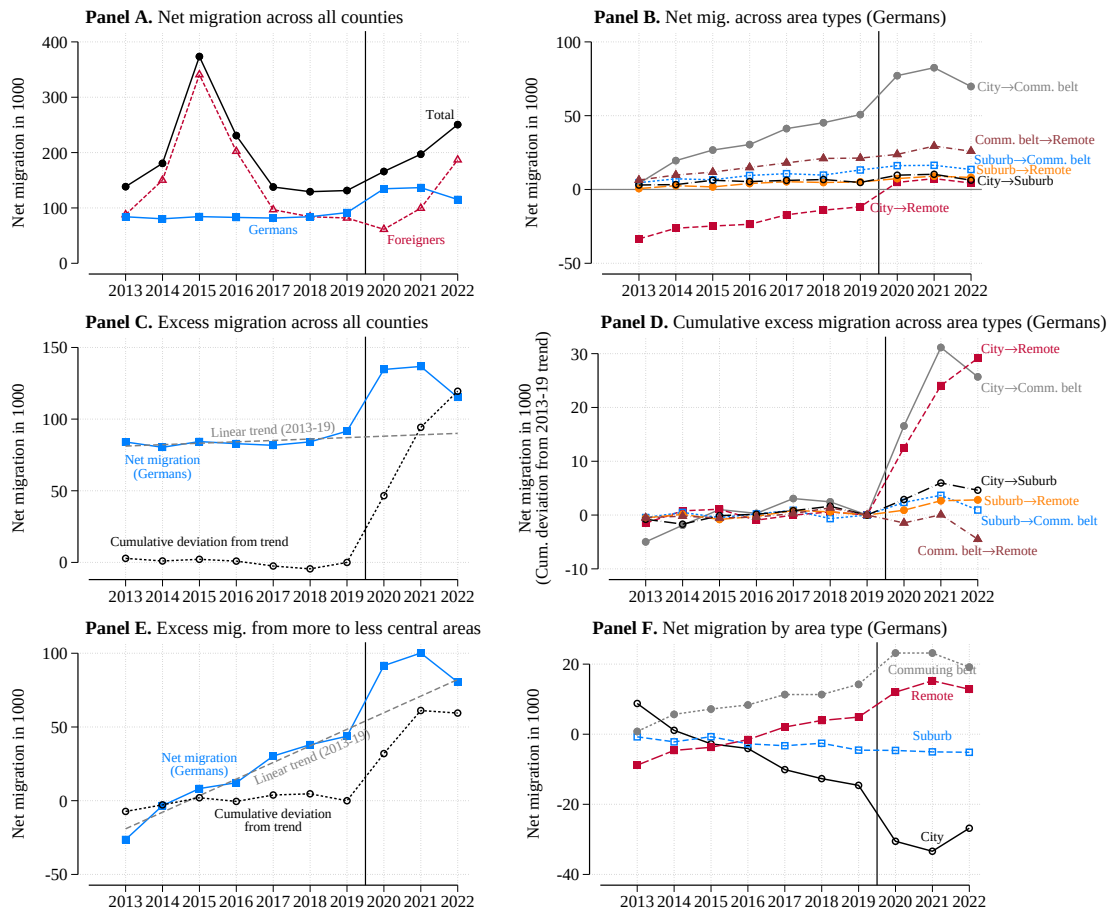 Panel A. Net migration across all counties
Net migration in 1000
400
300
200
100
0
Total
Germans
Foreigners
2013 2014 2015 2016 2017 2018 2019 2020 2021 2022
Panel B. Net mig. across area types (Germans)
Net migration in 1000
100
50
0
-50
City→Comm. belt
Comm. belt→Remote
Suburb→Comm. belt
Suburb→Remote
City→Suburb
City→Remote
2013 2014 2015 2016 2017 2018 2019 2020 2021 2022
Panel C. Excess migration across all counties
Net migration in 1000
150
100
50
0
Linear trend (2013-19)
Net migration
(Germans)
Cumulative deviation from trend
2013 2014 2015 2016 2017 2018 2019 2020 2021 2022
Panel D. Cumulative excess migration across area types (Germans)
Net migration in 1000
(Cum. deviation from 2013-19 trend)
30
20
10
0
-10
City→Remote
City→Comm. belt
City→Suburb
Suburb→Remote
Suburb→Comm. belt
Comm. belt→Remote
2013 2014 2015 2016 2017 2018 2019 2020 2021 2022
Panel E. Excess mig. from more to less central areas
Net migration in 1000
100
50
0
-50
Net migration
(Germans)
Linear trend (2013-19)
Cumulative deviation
from trend
2013 2014 2015 2016 2017 2018 2019 2020 2021 2022
Panel F. Net migration by area type (Germans)
Net migration in 1000
20
0
-20
-40
Commuting belt
Remote
Suburb
City
2013 2014 2015 2016 2017 2018 2019 2020 2021 2022